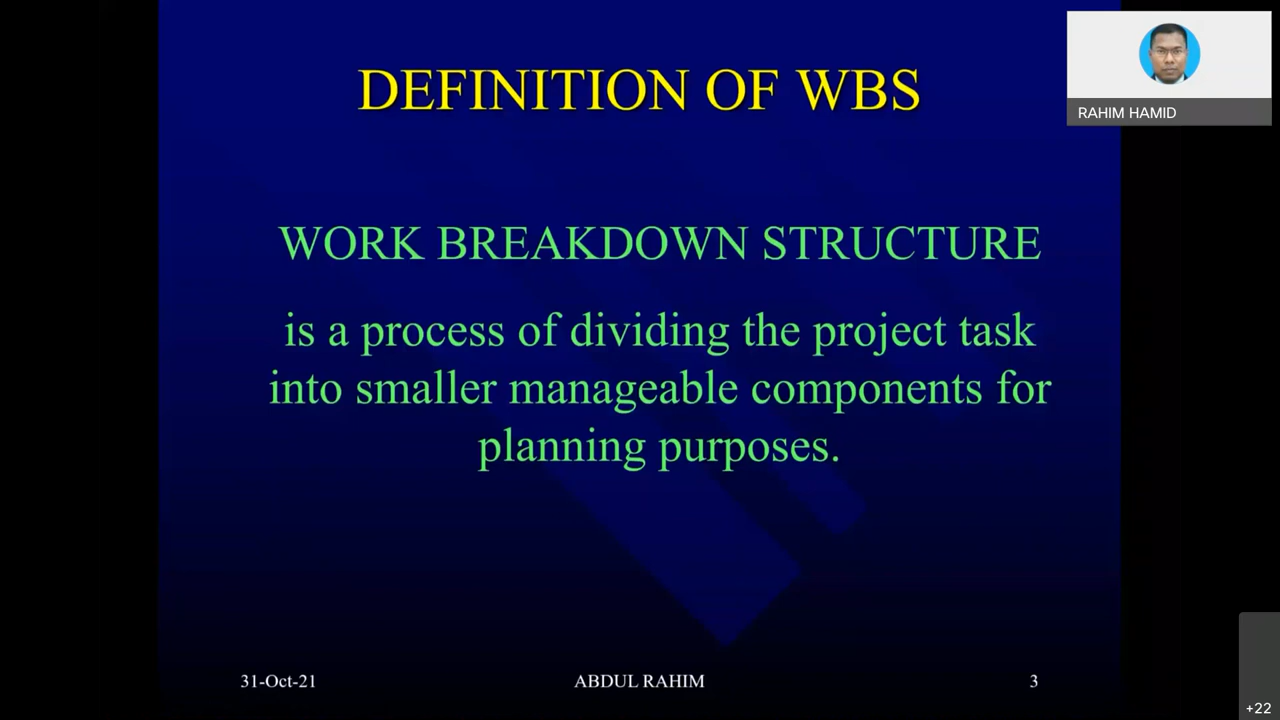 DEFINITION OF WBS
RAHIM HAMID
WORK BREAKDOWN STRUCTURE
is a process of dividing the project task
into smaller manageable components for
planning purposes.
31-Oct-21
ABDUL RAHIM
3
+22